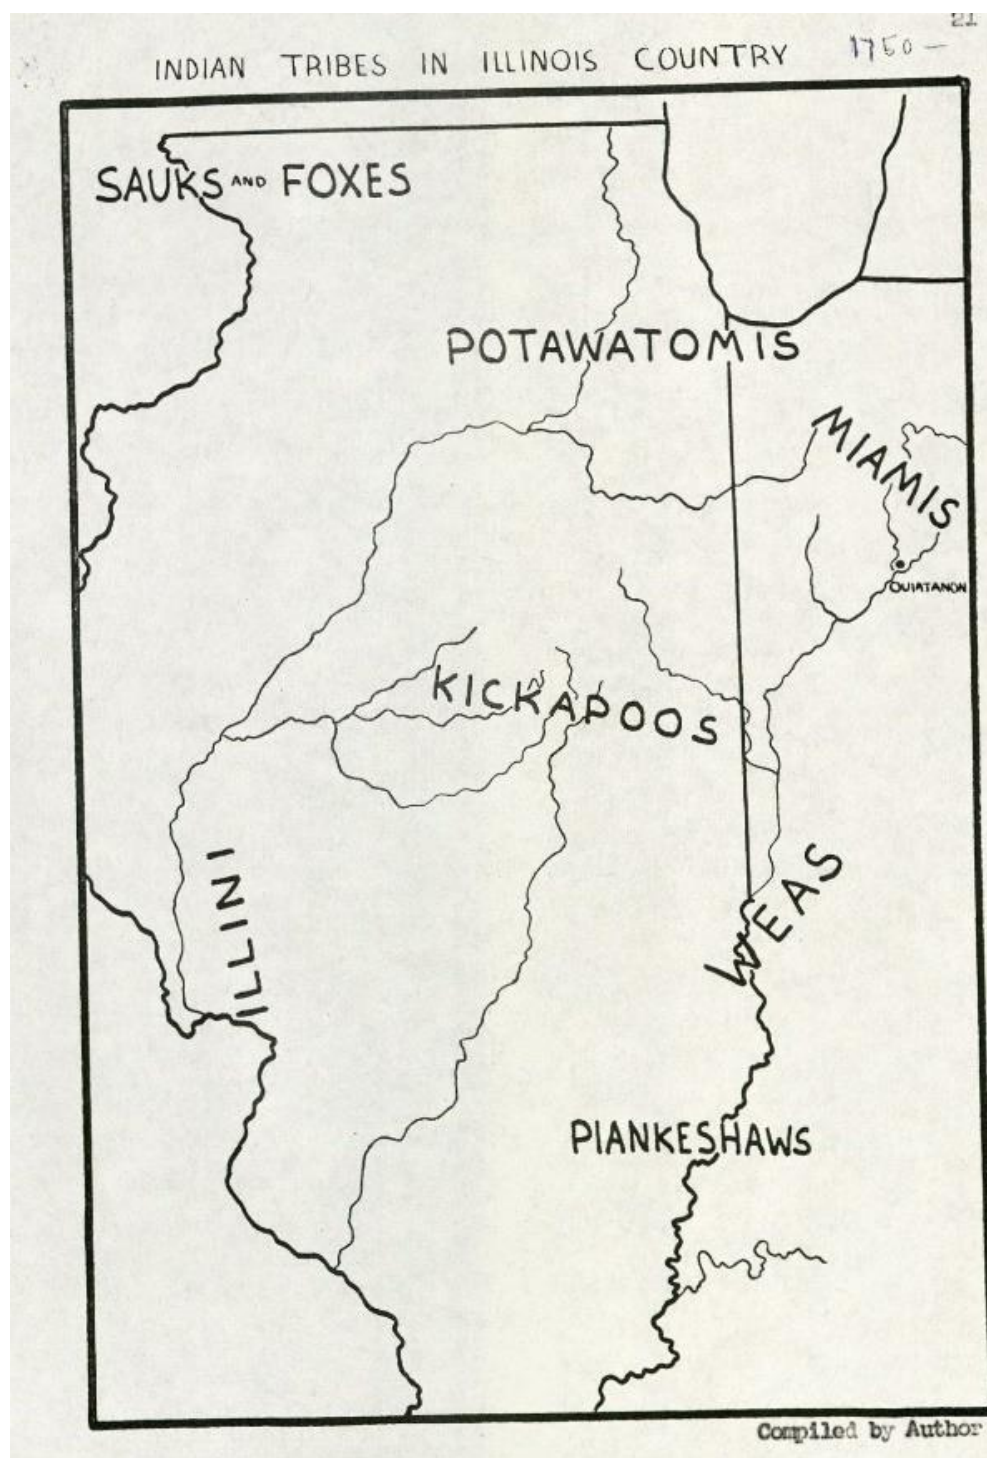 21
INDIAN TRIBES IN ILLINOIS COUNTRY 1750—
SAUKS AND FOXES
POTAWATOMIS
MIAMIS
OUIATANON
KICKAPOOS
ILLINI
WEAS
PIANKESHAWS
Compiled by Author